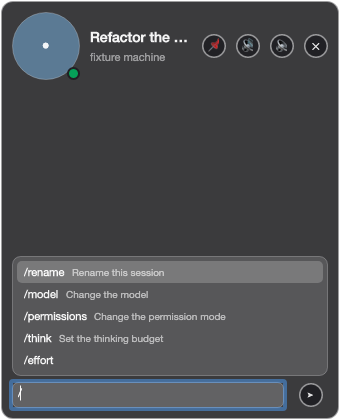 Refactor the ...
fixture machine
/rename Rename this session
/model Change the model
/permissions Change the permission mode
/think Set the thinking budget
/effort
/